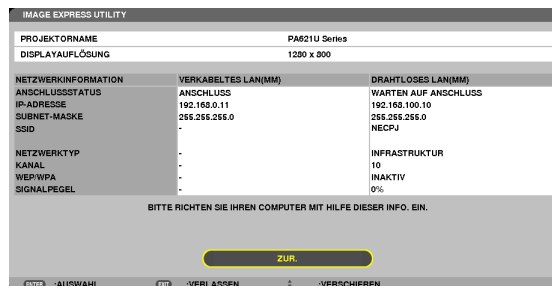 IMAGE EXPRESS UTILITY
PROJEKTORNAME PA621U Series
DISPLAYAUFLÖSUNG 1280 x 800
NETZWERKINFORMATION VERKABELTES LAN(MM) DRAHTLOSES LAN(MM)
ANSCHLUSSSTATUS ANSCHLUSS WARTEN AUF ANSCHLUSS
IP-ADRESSE 192.168.0.11 192.168.100.10
SUBNET-MASKE 255.255.255.0 255.255.255.0
SSID - NECPJ
NETZWERKTYP - INFRASTRUKTUR
KANAL - 10
WEP/WPA - INAKTIV
SIGNALPEGEL - 0%
BITTE RICHTEN SIE IHREN COMPUTER MIT HILFE DIESER INFO. EIN.
ZUR.
ENTER :AUSWAHL EXIT :VERLASSEN :VERSCHIEBEN